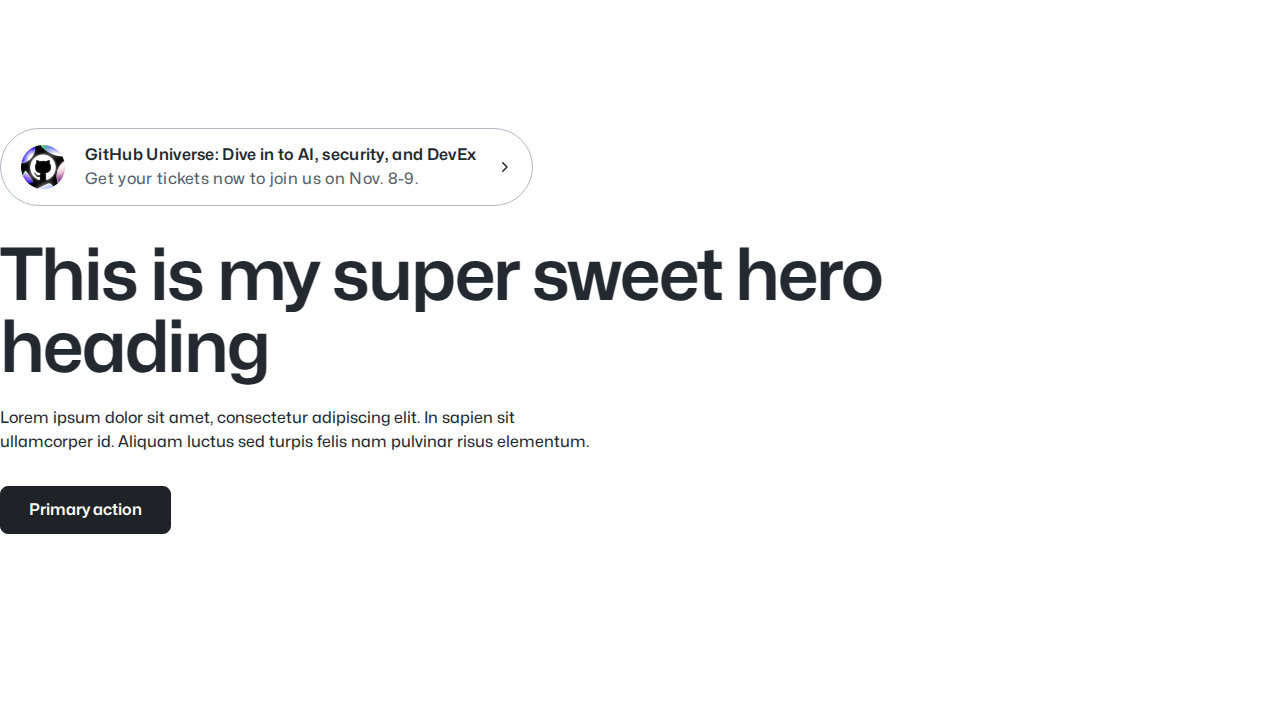 GitHub Universe: Dive in to AI, security, and DevEx
Get your tickets now to join us on Nov. 8-9.
This is my super sweet hero
heading
Lorem ipsum dolor sit amet, consectetur adipiscing elit. In sapien sit
ullamcorper id. Aliquam luctus sed turpis felis nam pulvinar risus elementum.
Primary action